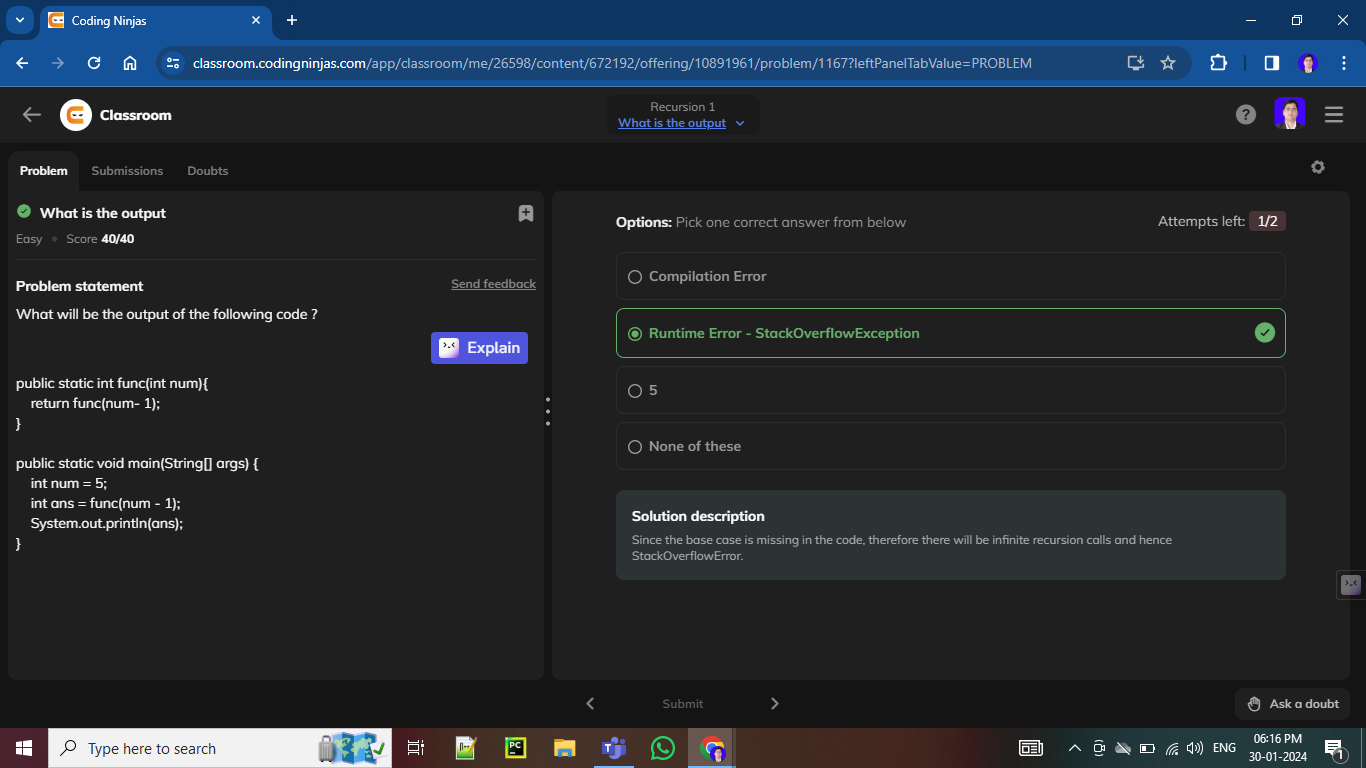 Coding Ninjas
classroom.codingninjas.com/app/classroom/me/26598/content/672192/offering/10891961/problem/1167?leftPanelTabValue=PROBLEM
Classroom
Recursion 1
What is the output
Problem Submissions Doubts
What is the output
Easy • Score 40/40
Problem statement
Send feedback
What will be the output of the following code ?
Explain
public static int func(int num){
return func(num- 1);
}
public static void main(String[] args) {
int num = 5;
int ans = func(num - 1);
System.out.println(ans);
}
Options: Pick one correct answer from below
Attempts left: 1/2
Compilation Error
Runtime Error - StackOverflowException
5
None of these
Solution description
Since the base case is missing in the code, therefore there will be infinite recursion calls and hence
StackOverflowError.
Submit
Ask a doubt
Type here to search
PC
ENG
06:16 PM
30-01-2024
1